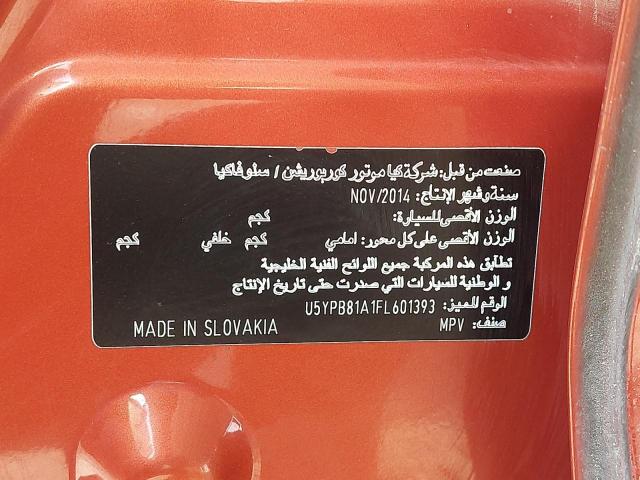 صنعت من قبل: شركة كيا موتور كوربوريشن / سلوفاكيا
سنة وشهر الإنتاج: NOV/2014
الوزن الأقصى للسيارة: كجم
الوزن الأقصى على كل محور: امامي كجم خلفي كجم
تطابق هذه المركبة جميع اللوائح الفنية الخليجية
و الوطنية للسيارات التي صدرت حتى تاريخ الإنتاج
الرقم المميز: U5YPB81A1FL601393
صنف: MPV
MADE IN SLOVAKIA